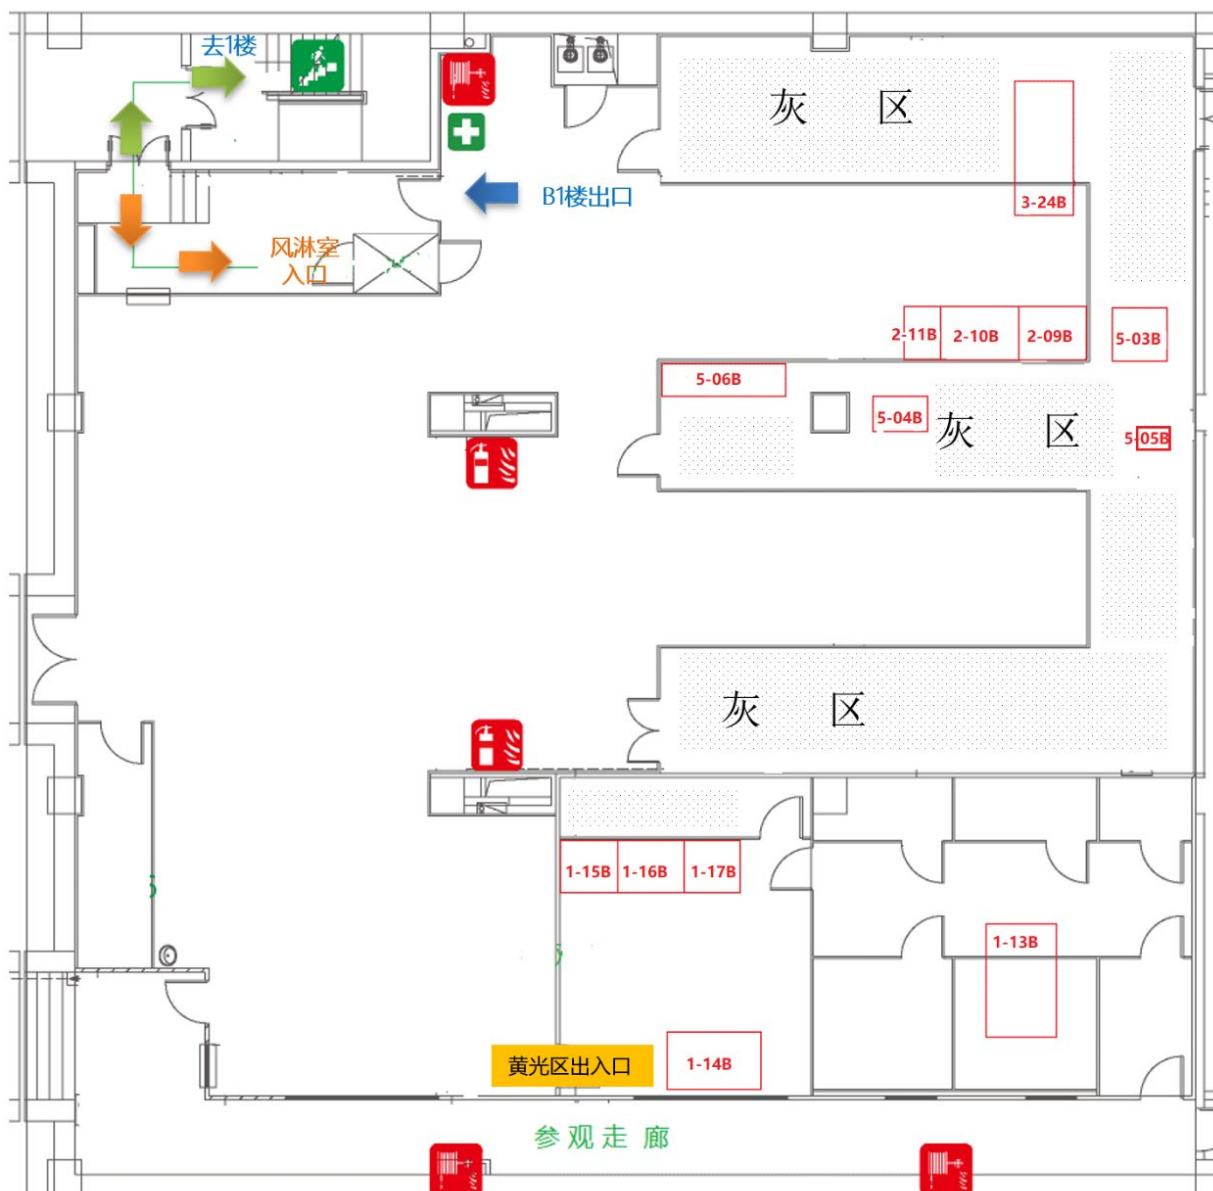 去1楼
灰 区
B1楼出口
3-24B
风淋室
入口
2-11B
2-10B
2-09B
5-03B
5-06B
5-04B
灰 区
5-05B
灰 区
1-15B
1-16B
1-17B
1-13B
黄光区出入口
1-14B
参观走 廊